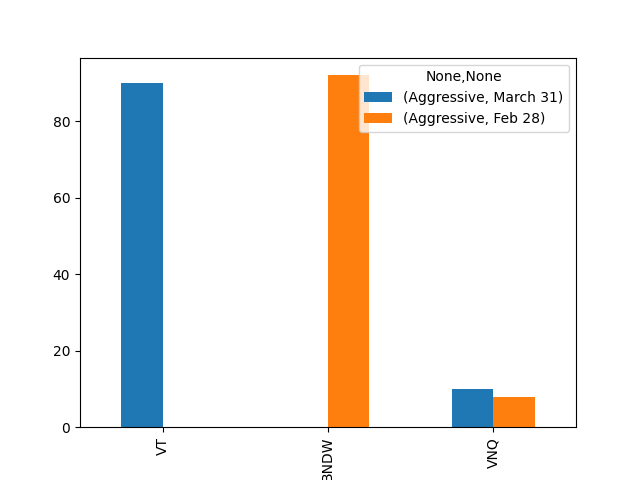 None,None
(Aggressive, March 31)
(Aggressive, Feb 28)
80
60
40
20
0
VT
BNDW
VNQ